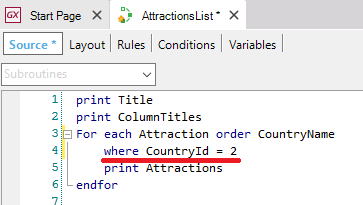 GX Start Page AttractionsList * ×
Source * Layout Rules Conditions Variables
Subroutines
1 print Title
2 print ColumnTitles
3 For each Attraction order CountryName
4 where CountryId = 2
5 print Attractions
6 endfor